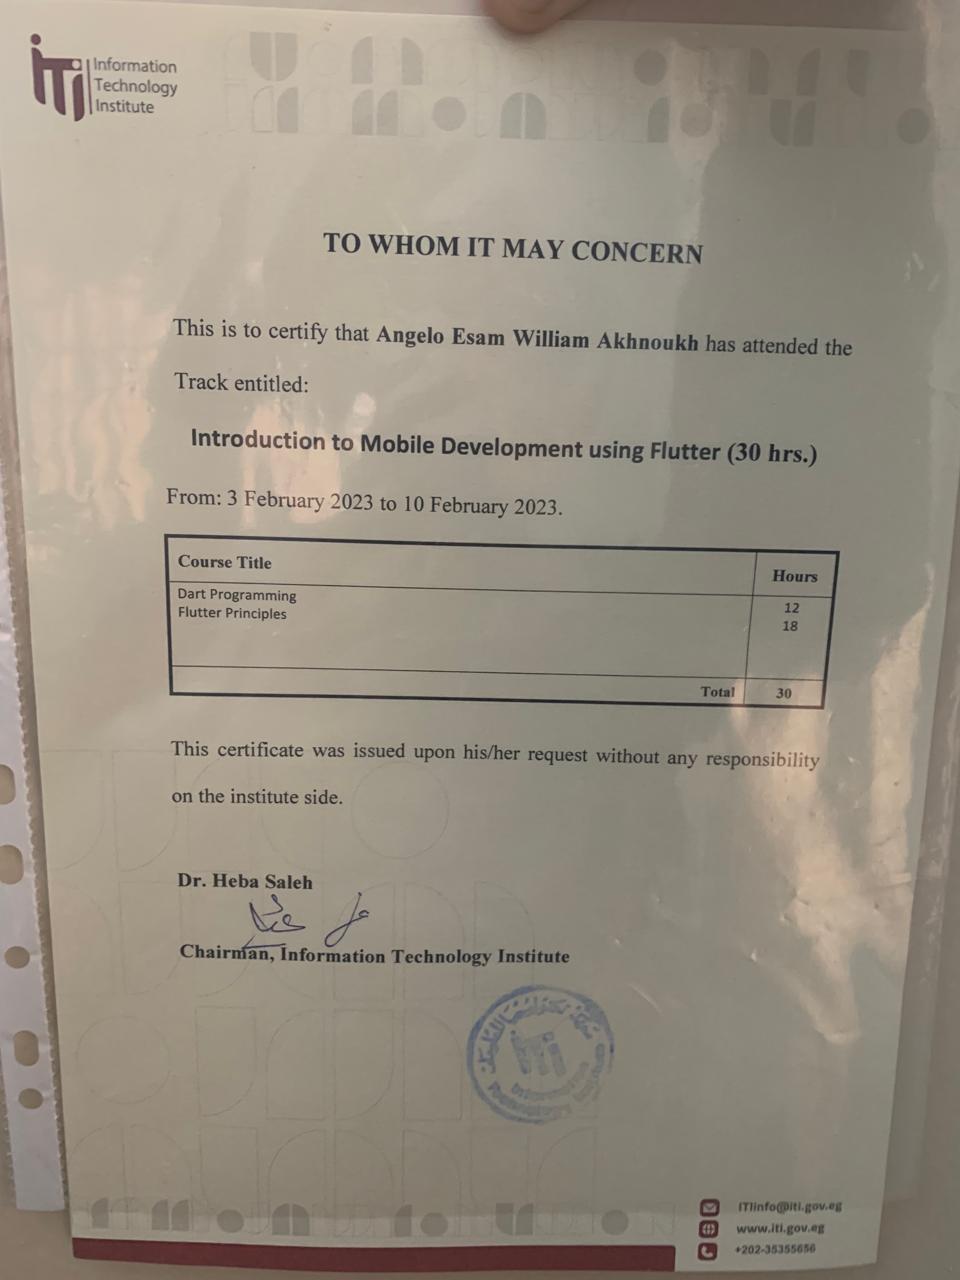 iTi
Information
Technology
Institute
TO WHOM IT MAY CONCERN
This is to certify that Angelo Esam William Akhnoukh has attended the
Track entitled:
Introduction to Mobile Development using Flutter (30 hrs.)
From: 3 February 2023 to 10 February 2023.
Course Title Hours
Dart Programming 12
Flutter Principles 18
Total 30
This certificate was issued upon his/her request without any responsibility
on the institute side.
Dr. Heba Saleh
Chairman, Information Technology Institute
iTi
Information
Technology
ITIinfo@iti.gov.eg
www.iti.gov.eg
+202-35355656